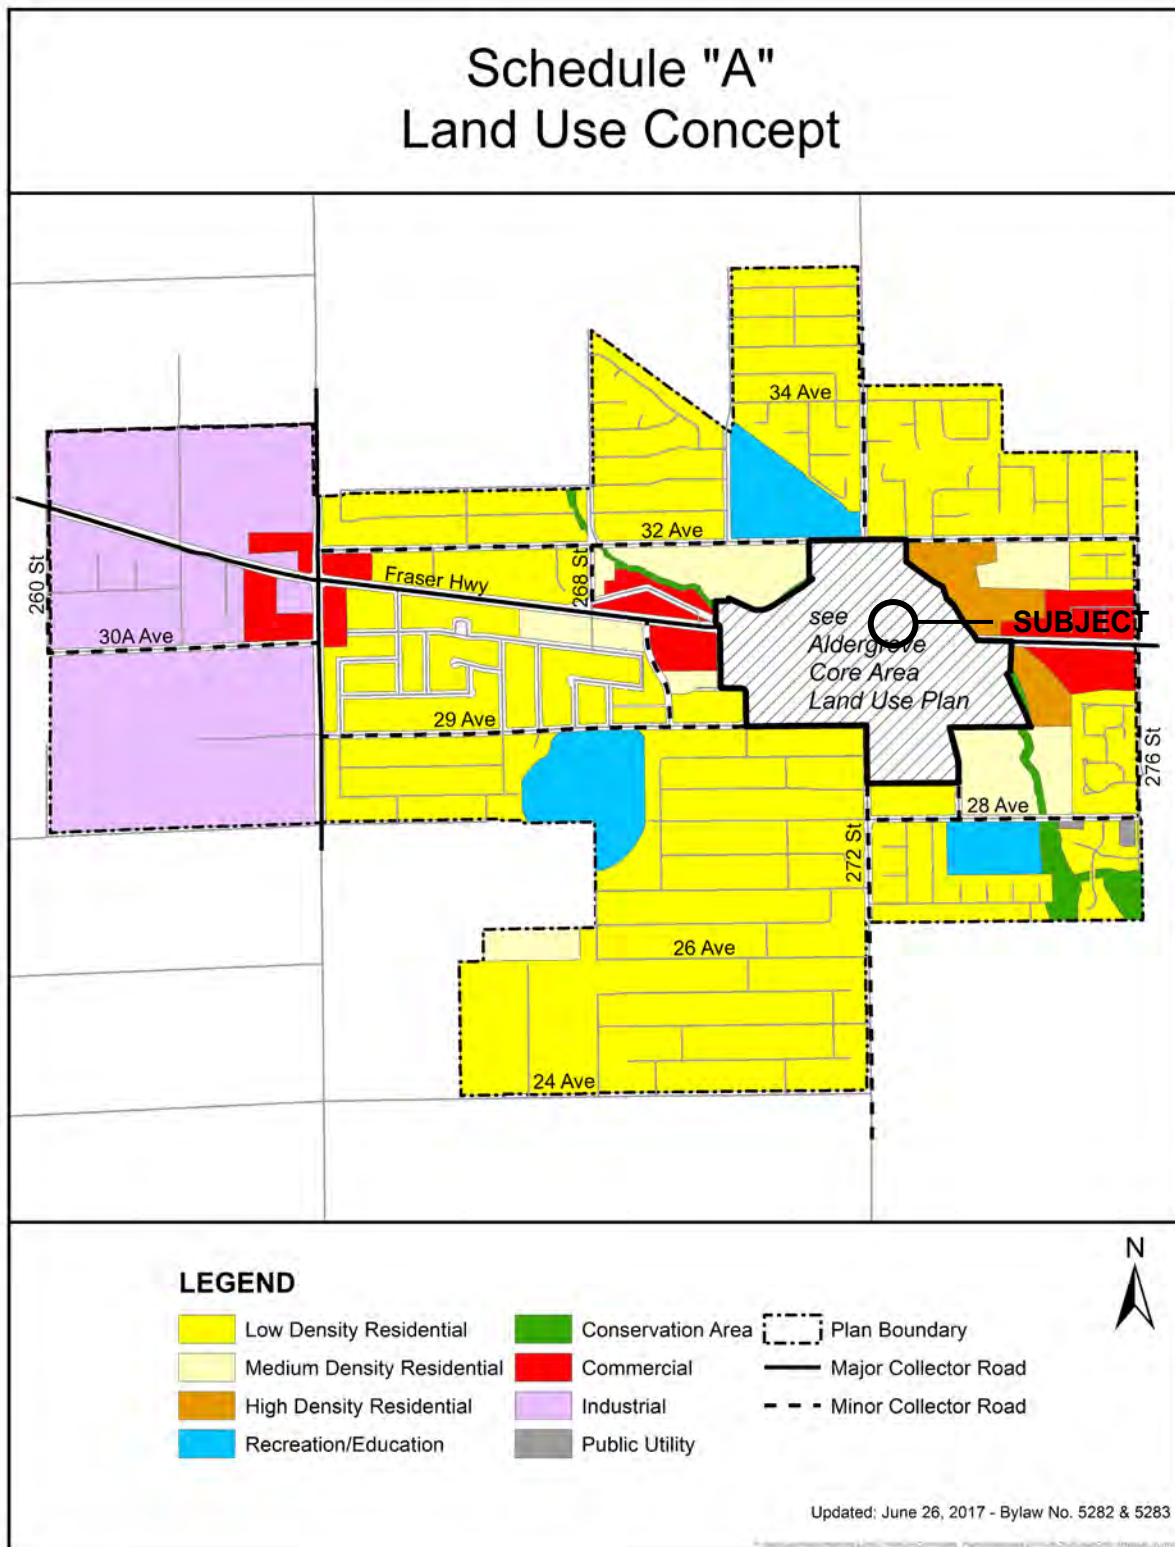 Schedule "A"
Land Use Concept
34 Ave
32 Ave
260 St
268 St
Fraser Hwy
30A Ave
see
Aldergrove
Core Area
Land Use Plan
SUBJECT
29 Ave
276 St
28 Ave
272 St
26 Ave
24 Ave
N
LEGEND
Low Density Residential
Medium Density Residential
High Density Residential
Recreation/Education
Conservation Area
Commercial
Industrial
Public Utility
Plan Boundary
Major Collector Road
Minor Collector Road
Updated: June 26, 2017 - Bylaw No. 5282 & 5283